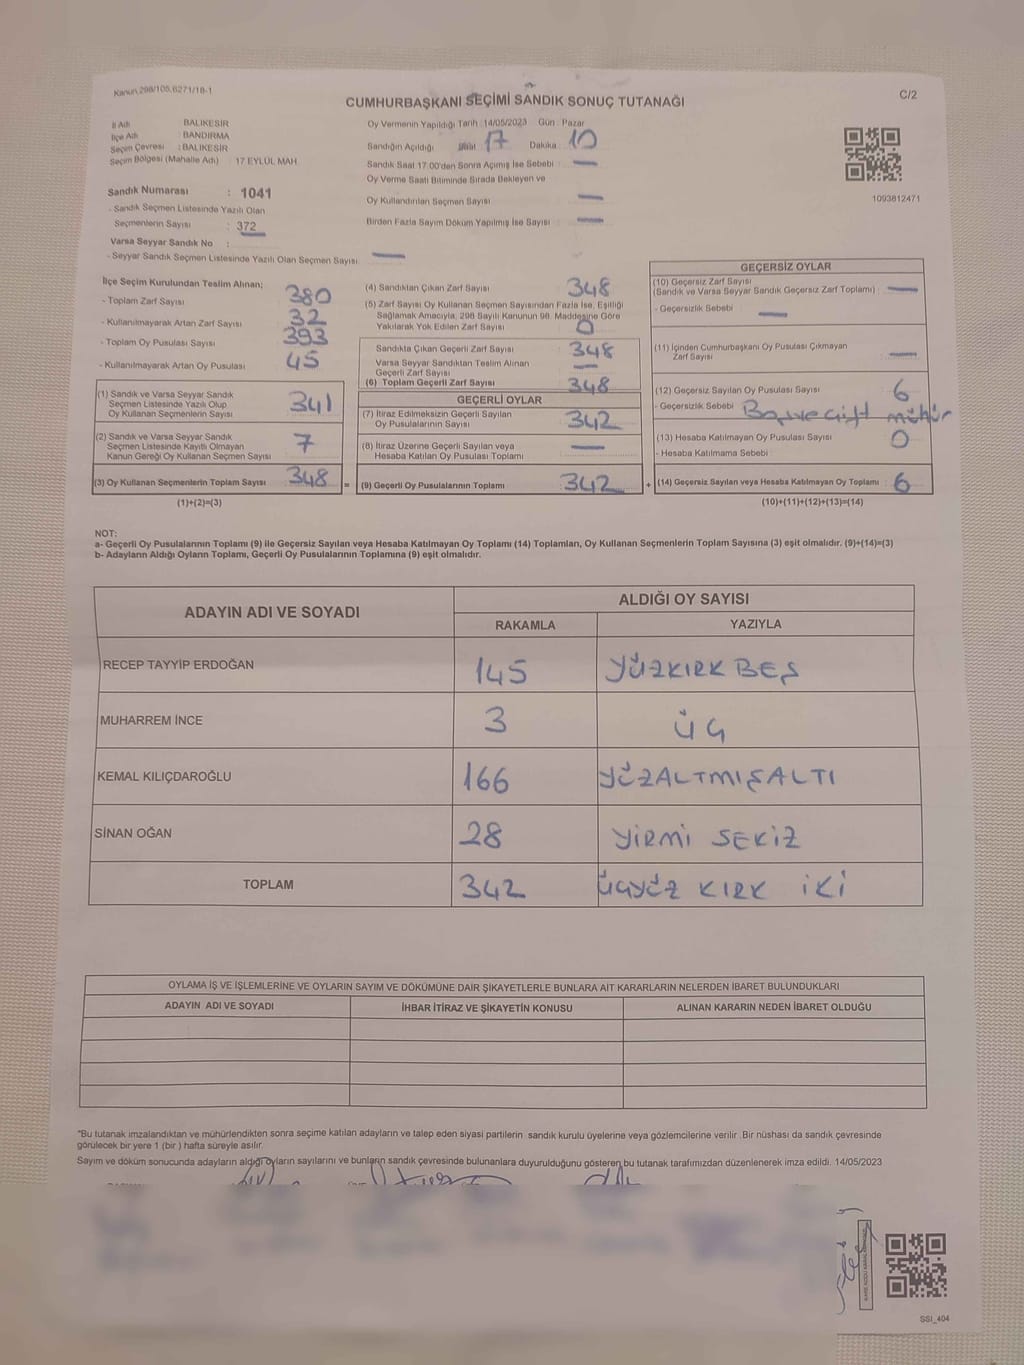 Kanun 298/105,6271/18-1
C/2
CUMHURBAŞKANI SEÇİMİ SANDIK SONUÇ TUTANAĞI
İl Adı : BALIKESİR
İlçe Adı : BANDIRMA
Seçim Çevresi : BALIKESİR
Seçim Bölgesi (Mahalle Adı) : 17 EYLÜL MAH.
Sandık Numarası : 1041
- Sandık Seçmen Listesinde Yazılı Olan
Seçmenlerin Sayısı : 372
Varsa Seyyar Sandık No :
- Seyyar Sandık Seçmen Listesinde Yazılı Olan Seçmen Sayısı: —
Oy Vermenin Yapıldığı Tarih :14/05/2023 Gün : Pazar
Sandığın Açıldığı Saat 17 Dakika : 10
Sandık Saat 17:00'den Sonra Açılmış İse Sebebi : —
Oy Verme Saati Bitiminde Sırada Bekleyen ve
Oy Kullandırılan Seçmen Sayısı : —
Birden Fazla Sayım Döküm Yapılmış İse Sayısı : —
1093812471
İlçe Seçim Kurulundan Teslim Alınan;
- Toplam Zarf Sayısı : 380
- Kullanılmayarak Artan Zarf Sayısı : 32
- Toplam Oy Pusulası Sayısı : 393
- Kullanılmayarak Artan Oy Pusulası : 45
(1) Sandık ve Varsa Seyyar Sandık
Seçmen Listesinde Yazılı Olup
Oy Kullanan Seçmenlerin Sayısı : 341
(2) Sandık ve Varsa Seyyar Sandık
Seçmen Listesinde Kayıtlı Olmayan
Kanun Gereği Oy Kullanan Seçmen Sayısı : 7
(3) Oy Kullanan Seçmenlerin Toplam Sayısı : 348 =
(1)+(2)=(3)
(4) Sandıktan Çıkan Zarf Sayısı : 348
(5) Zarf Sayısı Oy Kullanan Seçmen Sayısından Fazla İse, Eşitliği
Sağlamak Amacıyla, 298 Sayılı Kanunun 98. Maddesine Göre
Yakılarak Yok Edilen Zarf Sayısı : 0
Sandıkta Çıkan Geçerli Zarf Sayısı : 348
Varsa Seyyar Sandıktan Teslim Alınan
Geçerli Zarf Sayısı : —
(6) Toplam Geçerli Zarf Sayısı : 348
GEÇERLİ OYLAR
(7) İtiraz Edilmeksizin Geçerli Sayılan
Oy Pusulalarının Sayısı : 342
(8) İtiraz Üzerine Geçerli Sayılan veya
Hesaba Katılan Oy Pusulası Toplamı : —
(9) Geçerli Oy Pusulalarının Toplamı : 342 +
GEÇERSİZ OYLAR
(10) Geçersiz Zarf Sayısı
(Sandık ve Varsa Seyyar Sandık Geçersiz Zarf Toplamı) : —
- Geçersizlik Sebebi : —
(11) İçinden Cumhurbaşkanı Oy Pusulası Çıkmayan
Zarf Sayısı : —
(12) Geçersiz Sayılan Oy Pusulası Sayısı : 6
- Geçersizlik Sebebi : Boş ve çift mühür
(13) Hesaba Katılmayan Oy Pusulası Sayısı : 0
- Hesaba Katılmama Sebebi :
(14) Geçersiz Sayılan veya Hesaba Katılmayan Oy Toplamı : 6
(10)+(11)+(12)+(13)=(14)
NOT:
a- Geçerli Oy Pusulalarının Toplamı (9) ile Geçersiz Sayılan veya Hesaba Katılmayan Oy Toplamı (14) Toplamları, Oy Kullanan Seçmenlerin Toplam Sayısına (3) eşit olmalıdır. (9)+(14)=(3)
b- Adayların Aldığı Oyların Toplamı, Geçerli Oy Pusulalarının Toplamına (9) eşit olmalıdır.
ADAYIN ADI VE SOYADI
ALDIĞI OY SAYISI
RAKAMLA YAZIYLA
RECEP TAYYİP ERDOĞAN 145 YÜZKIRK BEŞ
MUHARREM İNCE 3 ÜÇ
KEMAL KILIÇDAROĞLU 166 YÜZALTMIŞALTI
SİNAN OĞAN 28 YİRMİ SEKİZ
TOPLAM 342 ÜÇYÜZ KIRK İKİ
OYLAMA İŞ VE İŞLEMLERİNE VE OYLARIN SAYIM VE DÖKÜMÜNE DAİR ŞİKAYETLERLE BUNLARA AİT KARARLARIN NELERDEN İBARET BULUNDUKLARI
ADAYIN ADI VE SOYADI İHBAR İTİRAZ VE ŞİKAYETİN KONUSU ALINAN KARARIN NEDEN İBARET OLDUĞU
*Bu tutanak imzalandıktan ve mühürlendikten sonra seçime katılan adayların ve talep eden siyasi partilerin sandık kurulu üyelerine veya gözlemcilerine verilir. Bir nüshası da sandık çevresinde
görülecek bir yere 1 (bir) hafta süreyle asılır.
Sayım ve döküm sonucunda adayların aldığı oyların sayılarını ve bunların sandık çevresinde bulunanlara duyurulduğunu gösteren bu tutanak tarafımızdan düzenlenerek imza edildi. 14/05/2023
SSI_404